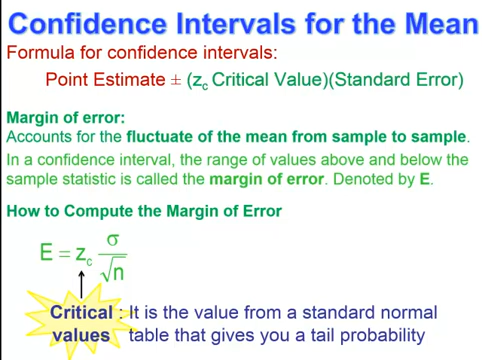 Confidence Intervals for the Mean
Formula for confidence intervals:
Point Estimate ± (zc Critical Value)(Standard Error)
Margin of error:
Accounts for the fluctuate of the mean from sample to sample.
In a confidence interval, the range of values above and below the
sample statistic is called the margin of error. Denoted by E.
How to Compute the Margin of Error
E = zc σ/√n
Critical : It is the value from a standard normal
values table that gives you a tail probability